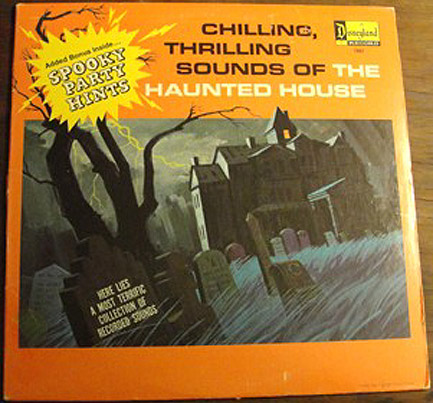 CHILLING,
THRILLING
SOUNDS OF THE
HAUNTED HOUSE
Disneyland
RECORDS
Added Bonus Inside...
SPOOKY
PARTY
HINTS
HERE LIES
A MOST TERRIFIC
COLLECTION OF
RECORDED SOUNDS